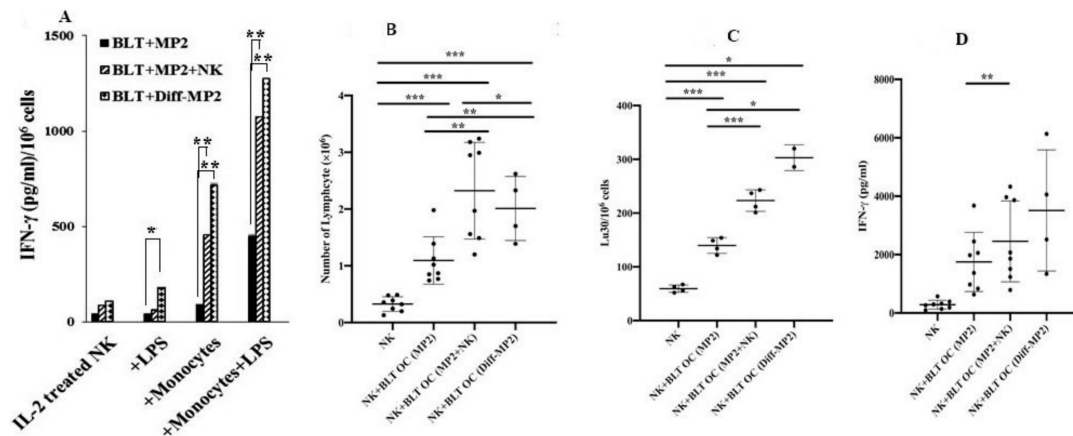 A
IFN-γ (pg/ml)/10⁶ cells
1500
1000
500
0
BLT+MP2
BLT+MP2+NK
BLT+Diff-MP2
*
**
**
**
**
IL-2 treated NK
+LPS
+Monocytes
+Monocytes+LPS
B
Number of Lymphcyte (×10⁶)
4
3
2
1
0
***
***
***
*
**
**
NK
NK+BLT OC (MP2)
NK+BLT OC (MP2+NK)
NK+BLT OC (Diff-MP2)
C
Lu30/10⁶ cells
400
300
200
100
0
*
***
***
*
***
NK
NK+BLT OC (MP2)
NK+BLT OC (MP2+NK)
NK+BLT OC (Diff-MP2)
D
IFN-γ (pg/ml)
8000
6000
4000
2000
0
**
NK
NK+BLT OC (MP2)
NK+BLT OC (MP2+NK)
NK+BLT OC (Diff-MP2)